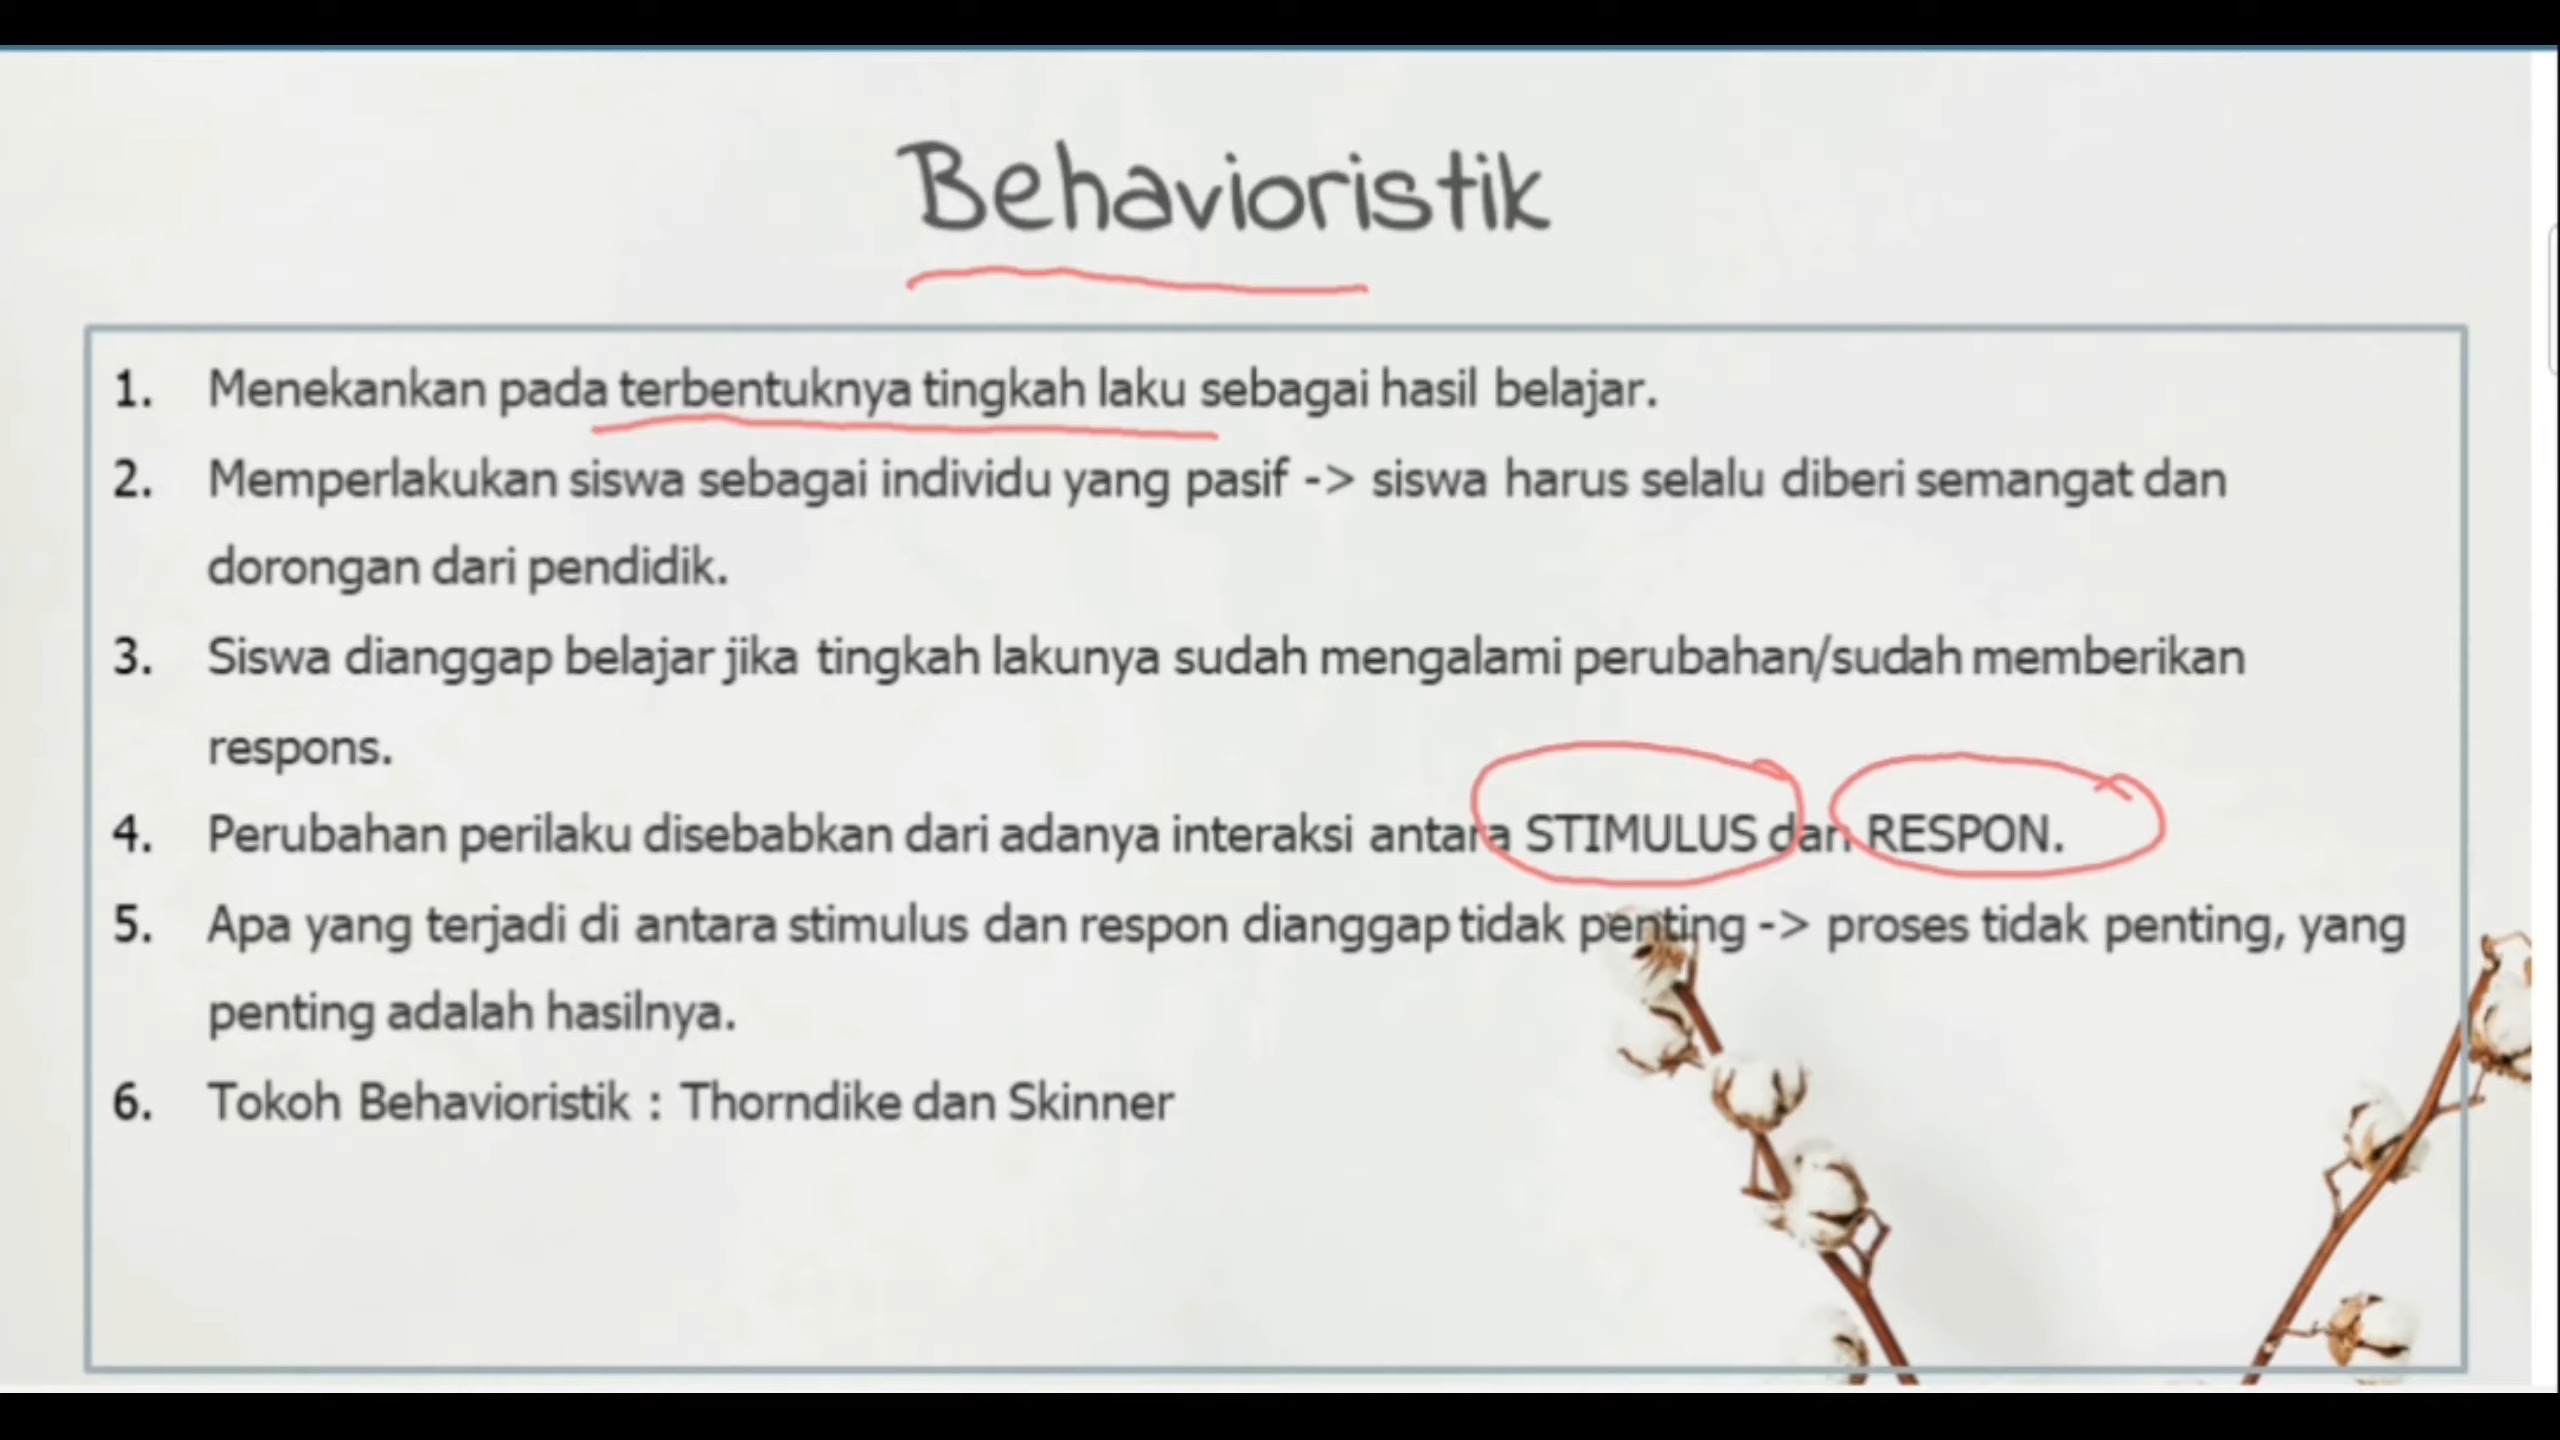 Behavioristik
1. Menekankan pada terbentuknya tingkah laku sebagai hasil belajar.
2. Memperlakukan siswa sebagai individu yang pasif -> siswa harus selalu diberi semangat dan
dorongan dari pendidik.
3. Siswa dianggap belajar jika tingkah lakunya sudah mengalami perubahan/sudah memberikan
respons.
4. Perubahan perilaku disebabkan dari adanya interaksi antara STIMULUS dan RESPON.
5. Apa yang terjadi di antara stimulus dan respon dianggap tidak penting -> proses tidak penting, yang
penting adalah hasilnya.
6. Tokoh Behavioristik : Thorndike dan Skinner